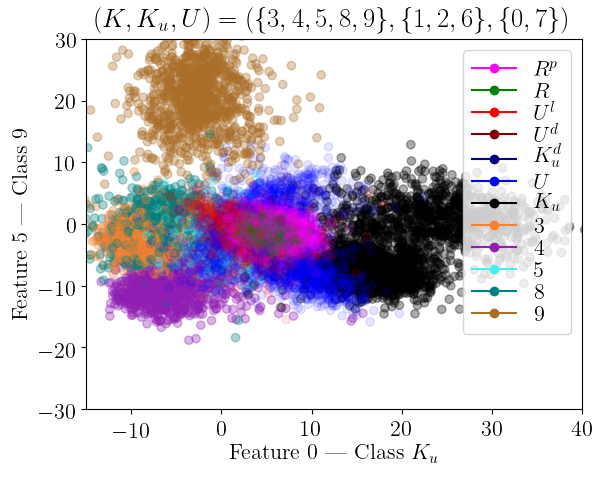 (K, K_u, U) = ({3, 4, 5, 8, 9}, {1, 2, 6}, {0, 7})
30
20
10
0
−10
−20
−30
Feature 5 — Class 9
R^p
R
U^l
U^d
K_u^d
U
K_u
3
4
5
8
9
−10
0
10
20
30
40
Feature 0 — Class K_u